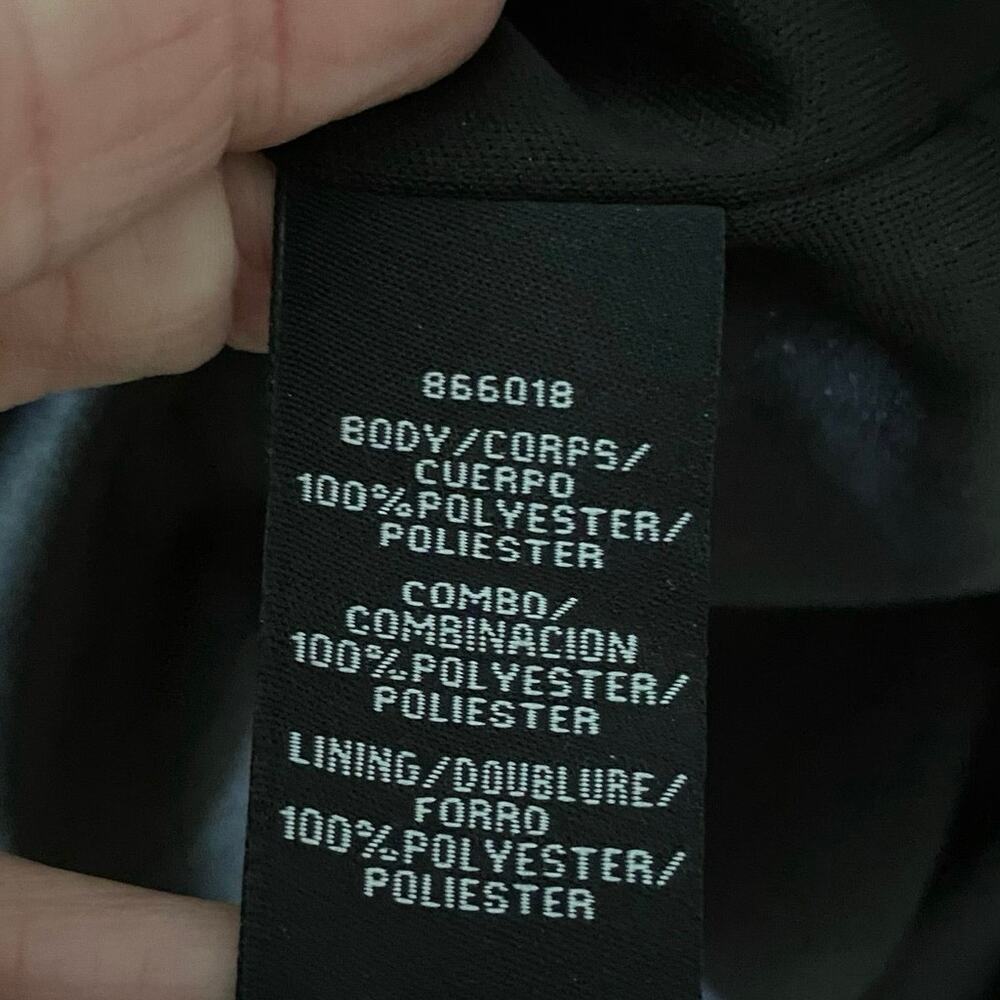 866018
BODY/CORPS/
CUERPO
100%POLYESTER/
POLIESTER
COMBO/
COMBINACION
100%POLYESTER/
POLIESTER
LINING/DOUBLURE/
FORRO
100%POLYESTER/
POLIESTER